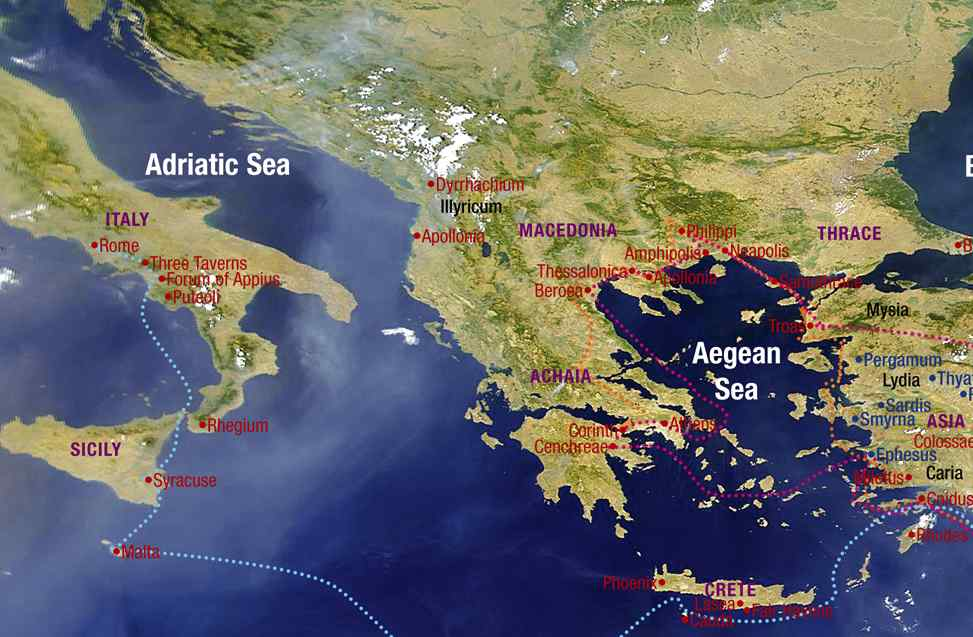 Adriatic Sea
Dyrrhachium
Illyricum
ITALY
Rome
Apollonia
MACEDONIA
Philippi
THRACE
Neapolis
Amphipolis
Three Taverns
Forum of Appius
Puteoli
Thessalonica
Apollonia
Samothrace
Beroea
Mysia
Troas
Aegean
Sea
Pergamum
ACHAIA
Lydia
Thya
Sardis
Smyrna
ASIA
Rhegium
Corinth
Athens
Colossae
SICILY
Cenchreae
Ephesus
Syracuse
Miletus
Caria
Cnidus
Rhodes
Malta
Phoenix
CRETE
Lasea
Fair Havens
Cauda